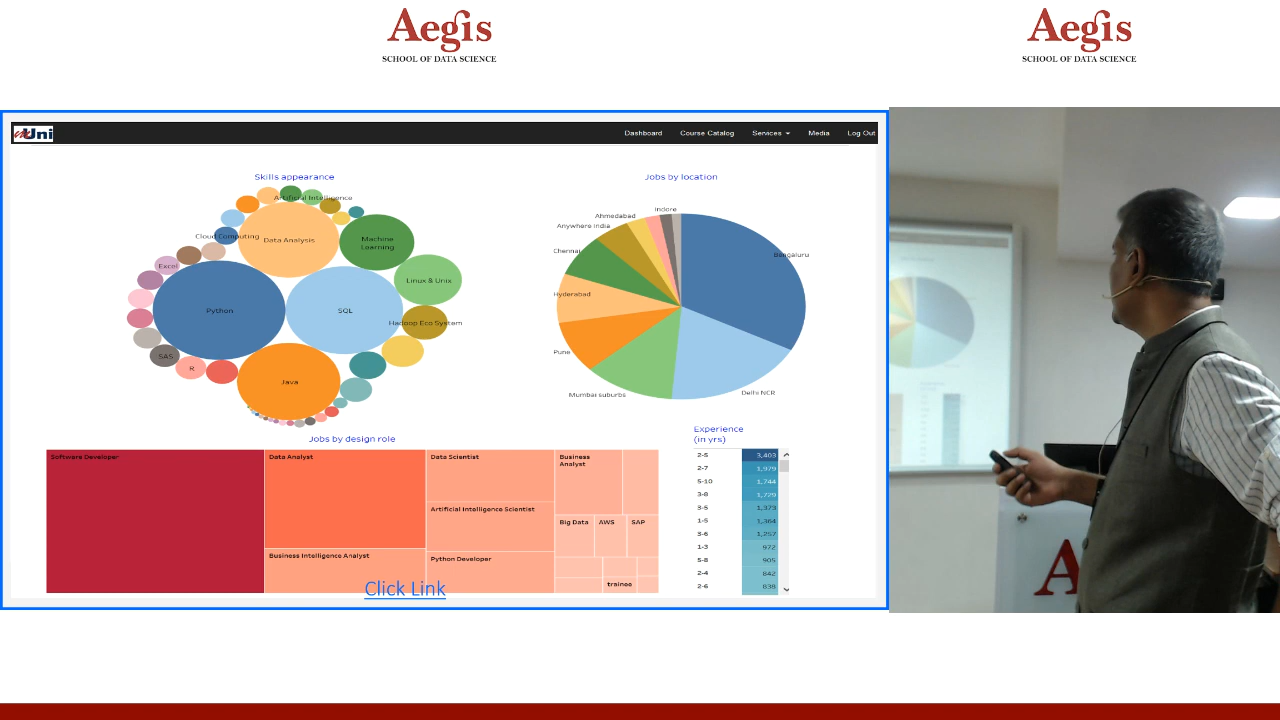 Aegis
SCHOOL OF DATA SCIENCE
Aegis
SCHOOL OF DATA SCIENCE
mUni
Dashboard Course Catalog Services Media Log Out
Skills appearance
Artificial Intelligence
Cloud Computing
Data Analysis
Machine
Learning
Excel
Linux & Unix
Python
SQL
Hadoop Eco System
SAS
R
Java
Jobs by location
Indore
Ahmedabad
Anywhere India
Chennai
Bengaluru
Hyderabad
Pune
Mumbai suburbs
Delhi NCR
Jobs by design role
Software Developer
Data Analyst
Data Scientist
Business
Analyst
Artificial Intelligence Scientist
Big Data
AWS
SAP
Business Intelligence Analyst
Python Developer
trainee
Click Link
Experience
(in yrs)
2-5 3,403
2-7 1,979
5-10 1,744
3-8 1,729
3-5 1,373
1-5 1,364
3-6 1,257
1-3 972
5-8 905
2-4 842
2-6 838
A